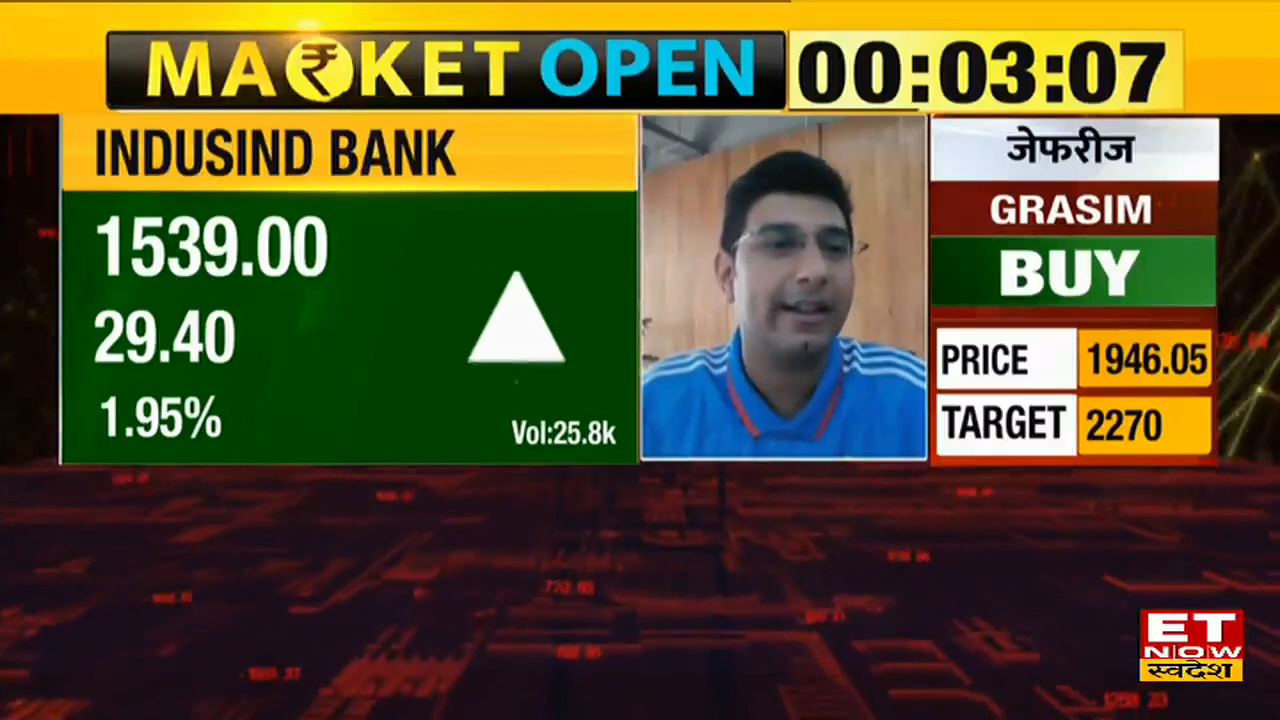 MA₹KET OPEN
00:03:07
INDUSIND BANK
1539.00
29.40
1.95%
Vol:25.8k
जेफरीज
GRASIM
BUY
PRICE 1946.05
TARGET 2270
ET
NOW
स्वदेश